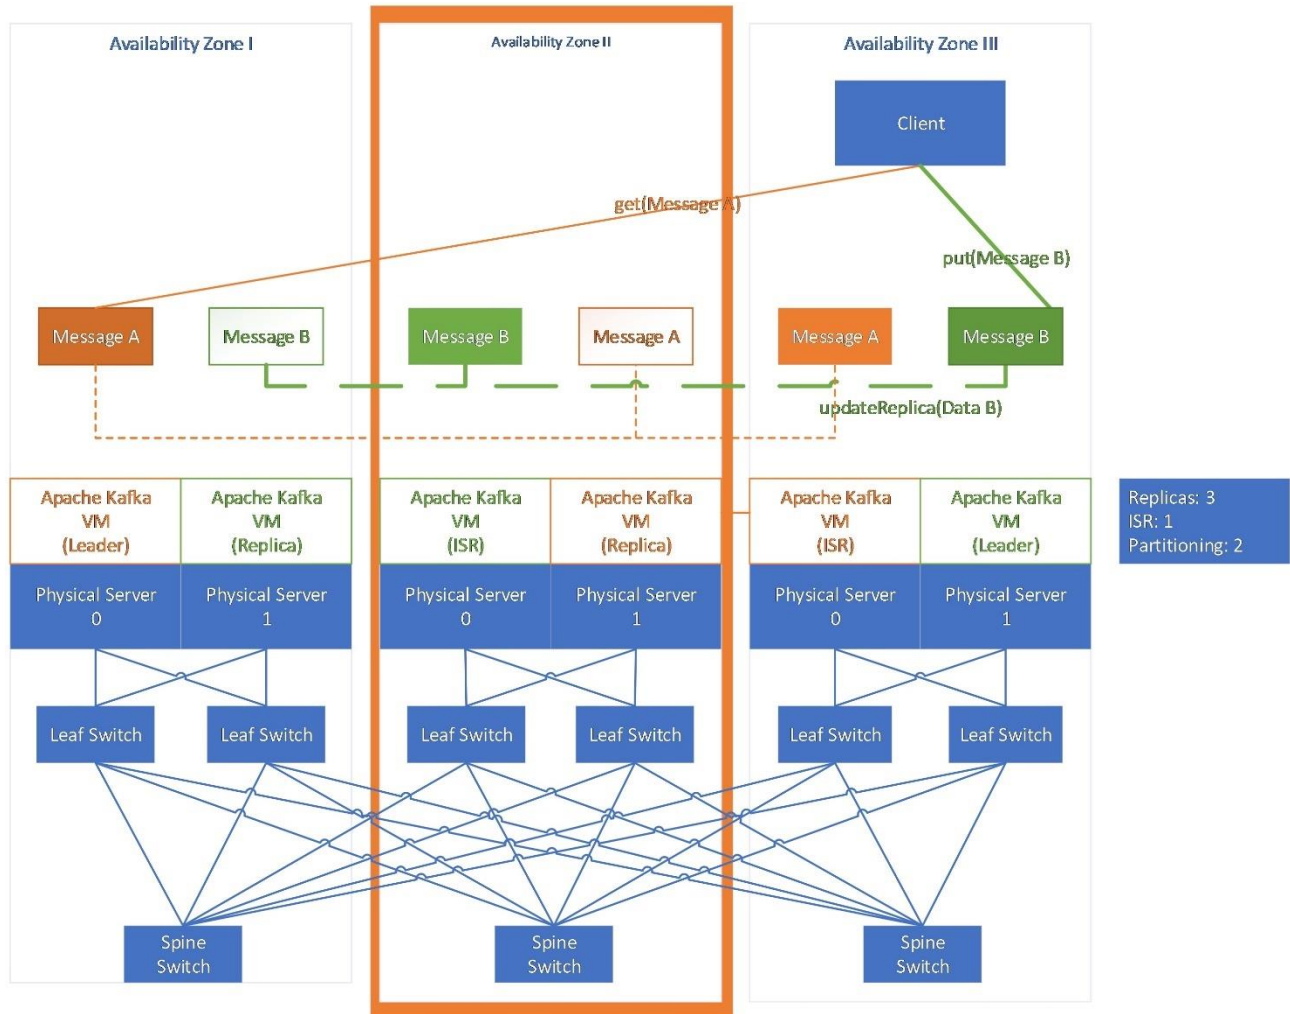 Availability Zone I
Availability Zone II
Availability Zone III
Client
get(Message A)
put(Message B)
Message A
Message B
Message B
Message A
Message A
Message B
updateReplica(Data B)
Apache Kafka
VM
(Leader)
Apache Kafka
VM
(Replica)
Apache Kafka
VM
(ISR)
Apache Kafka
VM
(Replica)
Apache Kafka
VM
(ISR)
Apache Kafka
VM
(Leader)
Replicas: 3
ISR: 1
Partitioning: 2
Physical Server
0
Physical Server
1
Physical Server
0
Physical Server
1
Physical Server
0
Physical Server
1
Leaf Switch
Leaf Switch
Leaf Switch
Leaf Switch
Leaf Switch
Leaf Switch
Spine
Switch
Spine
Switch
Spine
Switch